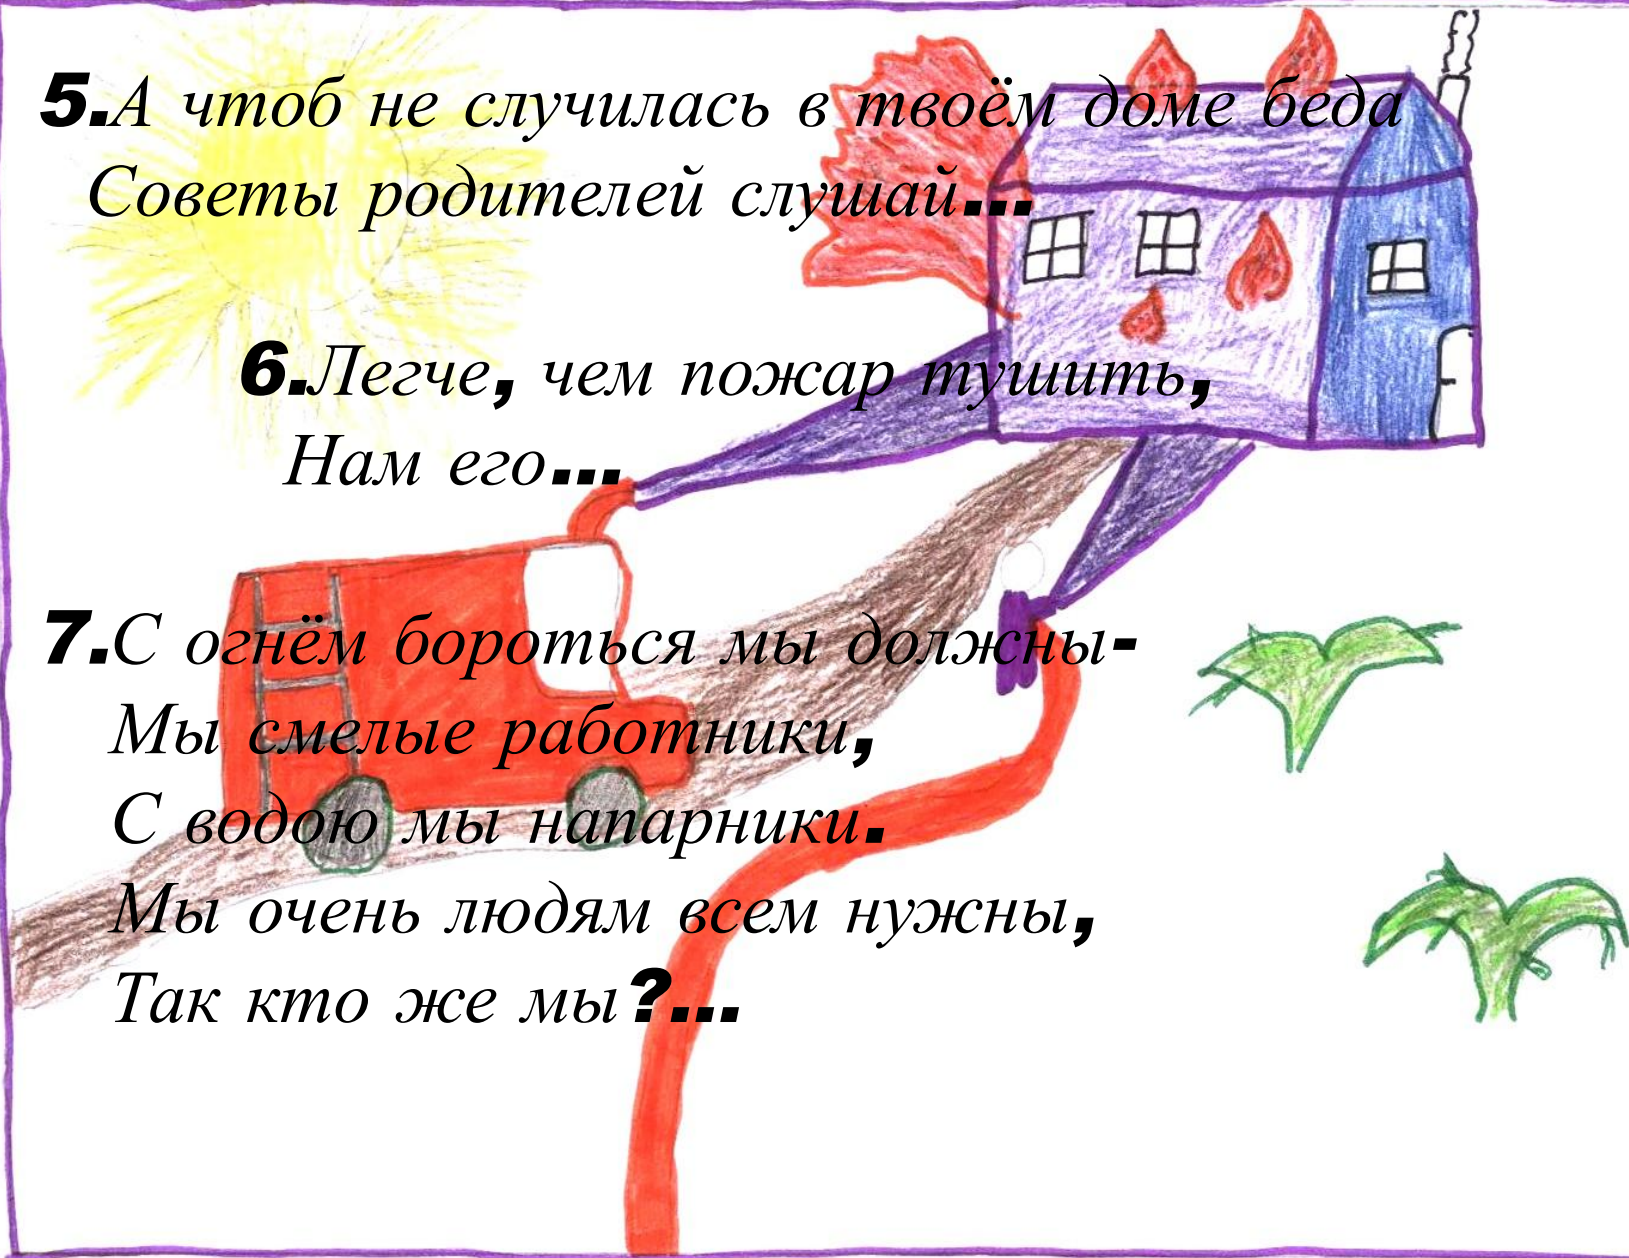 5.А чтоб не случилась в твоём доме беда
Советы родителей слушай...
6.Легче, чем пожар тушить,
Нам его...
7.С огнём бороться мы должны-
Мы смелые работники,
С водою мы напарники.
Мы очень людям всем нужны,
Так кто же мы?...